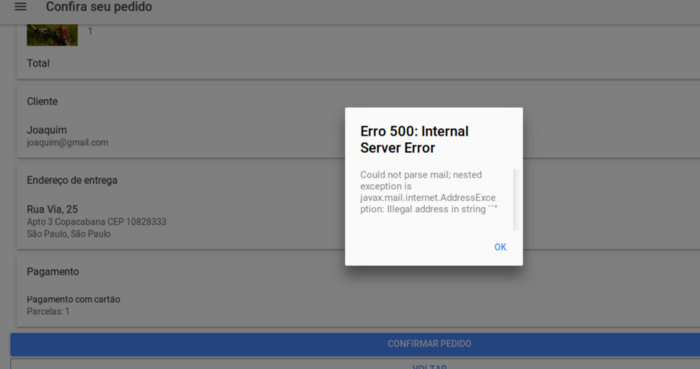 Confira seu pedido
1
Total
Cliente
Joaquim
joaquim@gmail.com
Endereço de entrega
Rua Via, 25
Apto 3 Copacabana CEP 10828333
São Paulo, São Paulo
Pagamento
Pagamento com cartão
Parcelas: 1
CONFIRMAR PEDIDO
VOLTAR
Erro 500: Internal
Server Error
Could not parse mail; nested
exception is
javax.mail.internet.AddressExce
ption: Illegal address in string ``''
OK